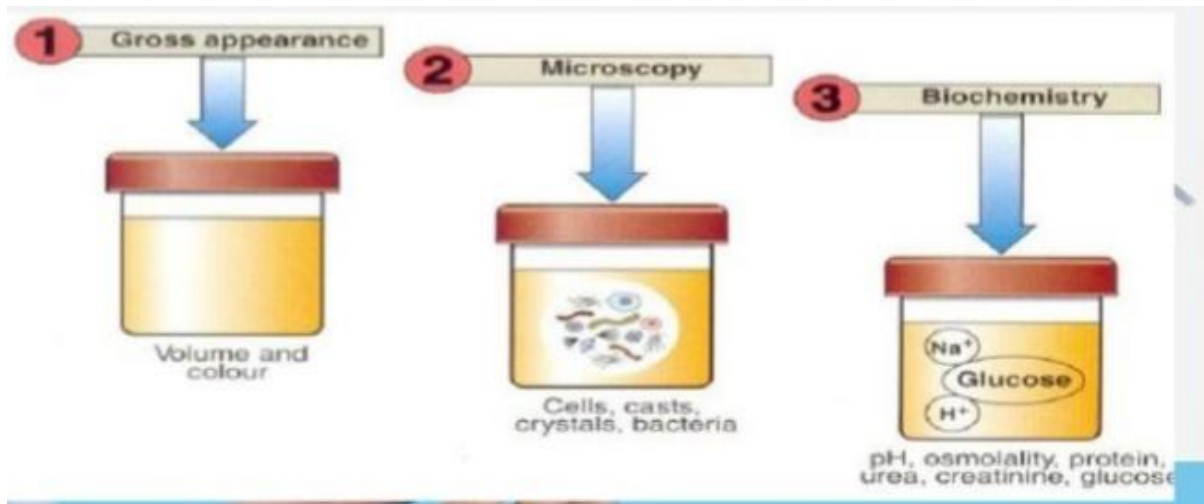 1 Gross appearance
Volume and
colour
2 Microscopy
Cells, casts,
crystals, bacteria
3 Biochemistry
Na⁺
Glucose
H⁺
pH, osmolality, protein,
urea, creatinine, glucose